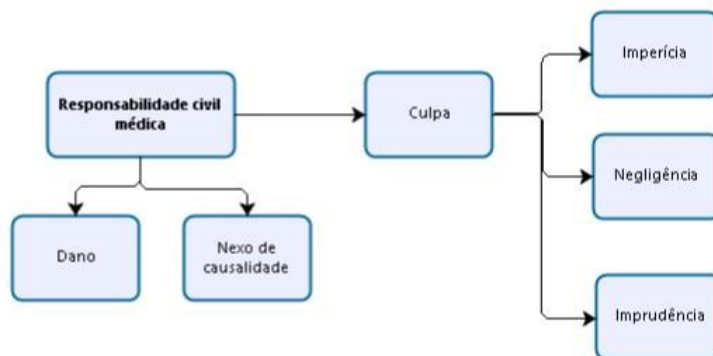 Responsabilidade civil
médica
Culpa
Imperícia
Negligência
Imprudência
Dano
Nexo de
causalidade